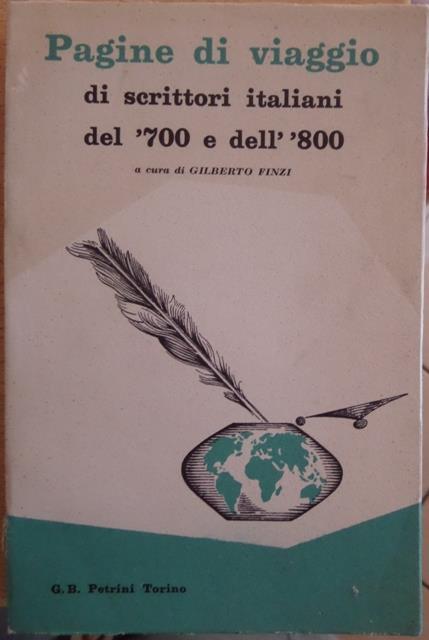 Pagine di viaggio
di scrittori italiani
del '700 e dell' '800
a cura di GILBERTO FINZI
G. B. Petrini Torino